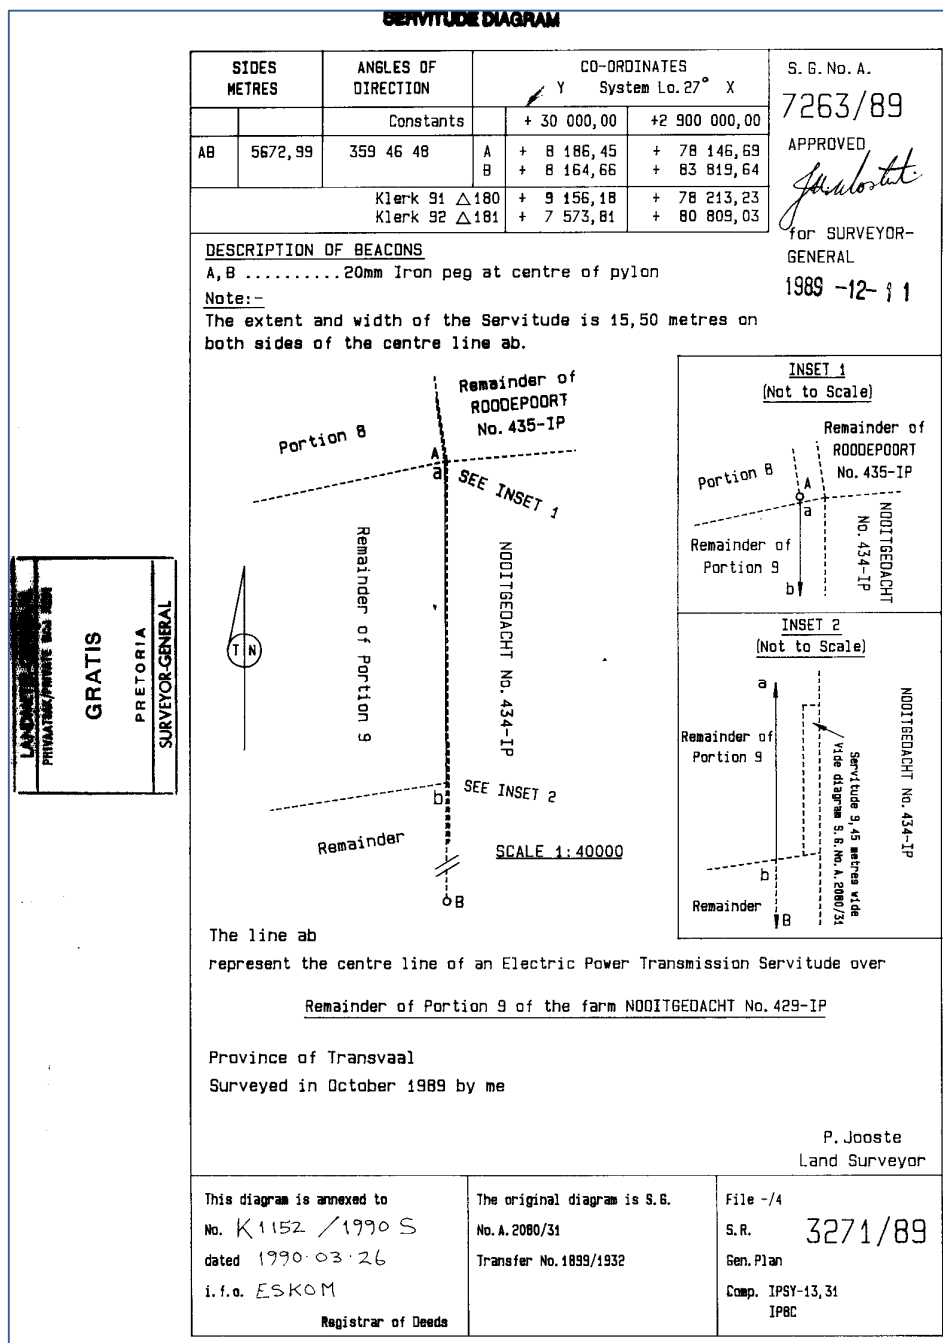 SERVITUDE DIAGRAM
SIDES METRES
ANGLES OF DIRECTION
CO-ORDINATES
Y System Lo. 27° X
Constants + 30 000,00 +2 900 000,00
AB 5672,99 359 46 48 A + 8 186,45 + 78 146,69
B + 8 164,66 + 83 819,64
Klerk 91 △ 180 + 9 156,18 + 78 213,23
Klerk 92 △ 181 + 7 573,81 + 80 809,03
S. G. No. A.
7263/89
APPROVED
for SURVEYOR-
GENERAL
1989 -12- 11
DESCRIPTION OF BEACONS
A, B .......... 20mm Iron peg at centre of pylon
Note:-
The extent and width of the Servitude is 15,50 metres on
both sides of the centre line ab.
Remainder of
ROODEPOORT
No. 435-IP
Portion 8
A
a
SEE INSET 1
Remainder of Portion 9
NOOITGEDACHT No. 434-IP
T N
b
SEE INSET 2
Remainder
SCALE 1:40000
B
INSET 1
(Not to Scale)
Remainder of
ROODEPOORT
No. 435-IP
Portion 8
A
a
Remainder of
Portion 9
NOOITGEDACHT
No. 434-IP
b
INSET 2
(Not to Scale)
a
Remainder of
Portion 9
Servitude 9,45 metres wide
Vide diagram S.G. No. A. 2080/31
NOOITGEDACHT No. 434-IP
b
Remainder
B
GRATIS
PRETORIA
SURVEYOR-GENERAL
The line ab
represent the centre line of an Electric Power Transmission Servitude over
Remainder of Portion 9 of the farm NOOITGEDACHT No. 429-IP
Province of Transvaal
Surveyed in October 1989 by me
P. Jooste
Land Surveyor
This diagram is annexed to
No. K1152 / 1990 S
dated 1990·03·26
i.f.o. ESKOM
Registrar of Deeds
The original diagram is S.G.
No. A. 2080/31
Transfer No. 1899/1932
File -/4
S.R. 3271/89
Gen. Plan
Comp. IPSY-13, 31
IP8C